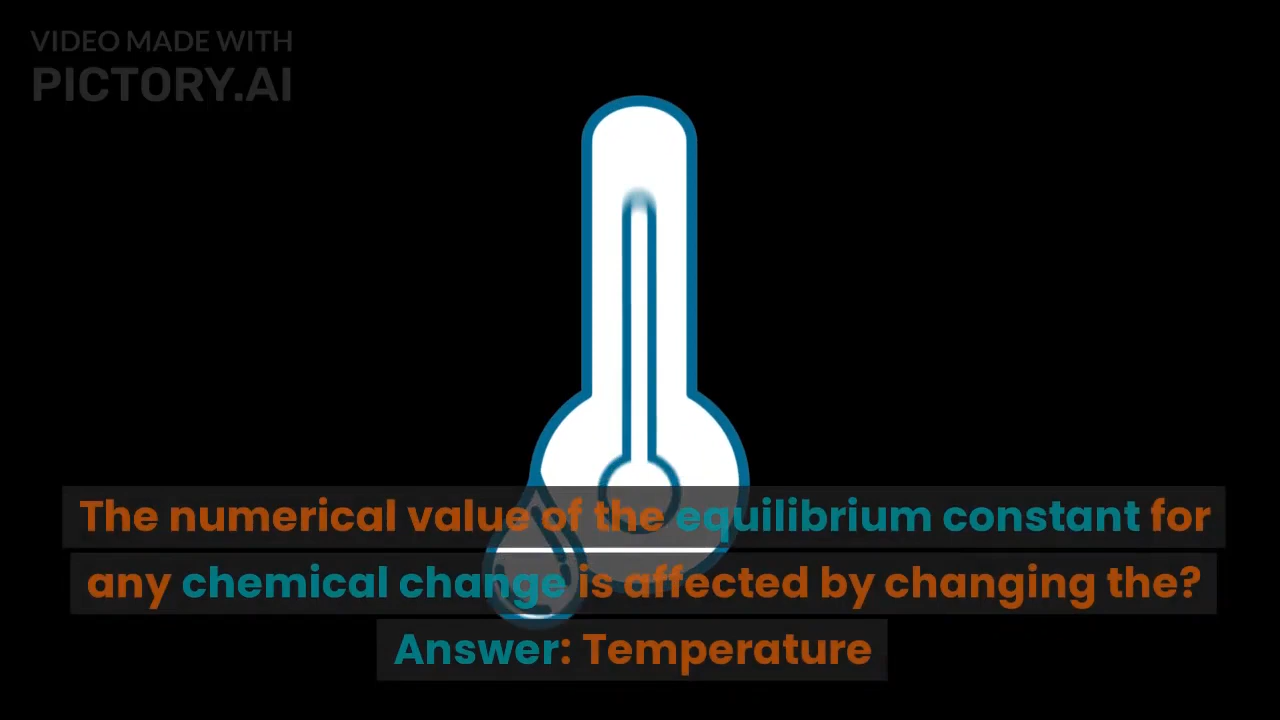 VIDEO MADE WITH
PICTORY.AI
The numerical value of the equilibrium constant for
any chemical change is affected by changing the?
Answer: Temperature